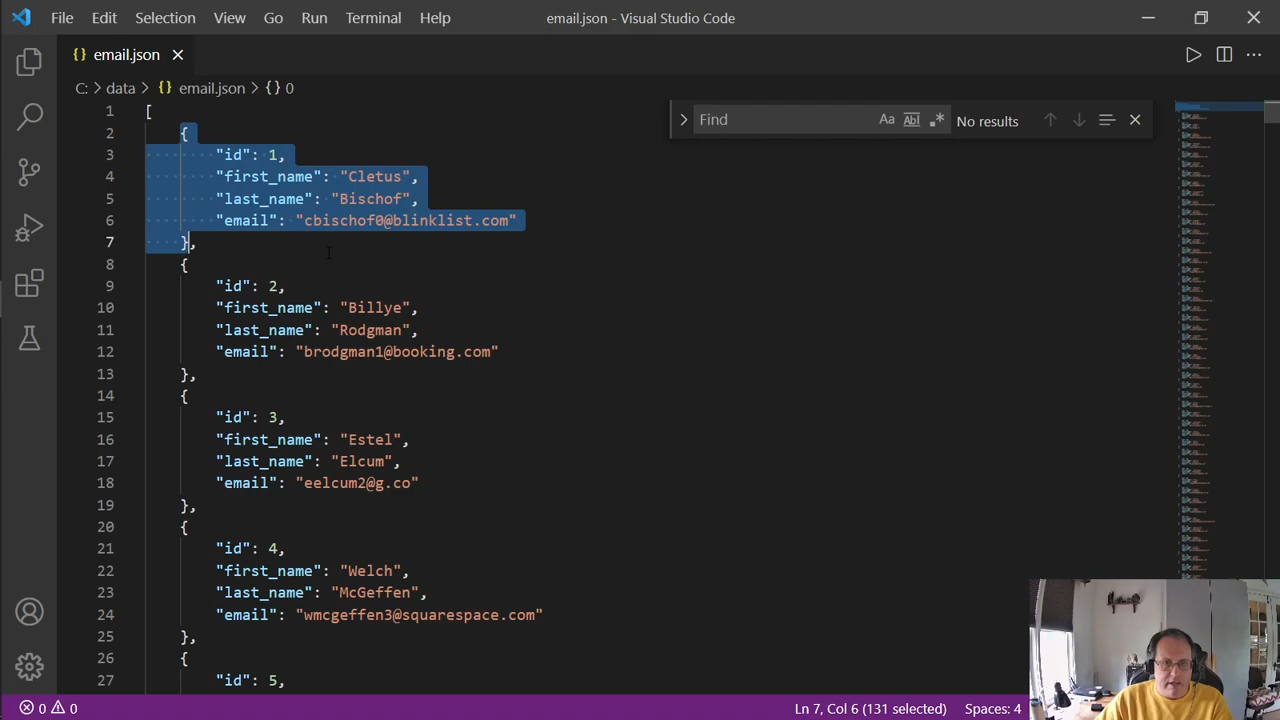 File Edit Selection View Go Run Terminal Help email.json - Visual Studio Code
{} email.json
C: > data > {} email.json > {} 0
Find Aa Abl .* No results
1 [
2 {
3 "id": 1,
4 "first_name": "Cletus",
5 "last_name": "Bischof",
6 "email": "cbischof0@blinklist.com"
7 },
8 {
9 "id": 2,
10 "first_name": "Billye",
11 "last_name": "Rodgman",
12 "email": "brodgman1@booking.com"
13 },
14 {
15 "id": 3,
16 "first_name": "Estel",
17 "last_name": "Elcum",
18 "email": "eelcum2@g.co"
19 },
20 {
21 "id": 4,
22 "first_name": "Welch",
23 "last_name": "McGeffen",
24 "email": "wmcgeffen3@squarespace.com"
25 },
26 {
27 "id": 5,
0 0 Ln 7, Col 6 (131 selected) Spaces: 4